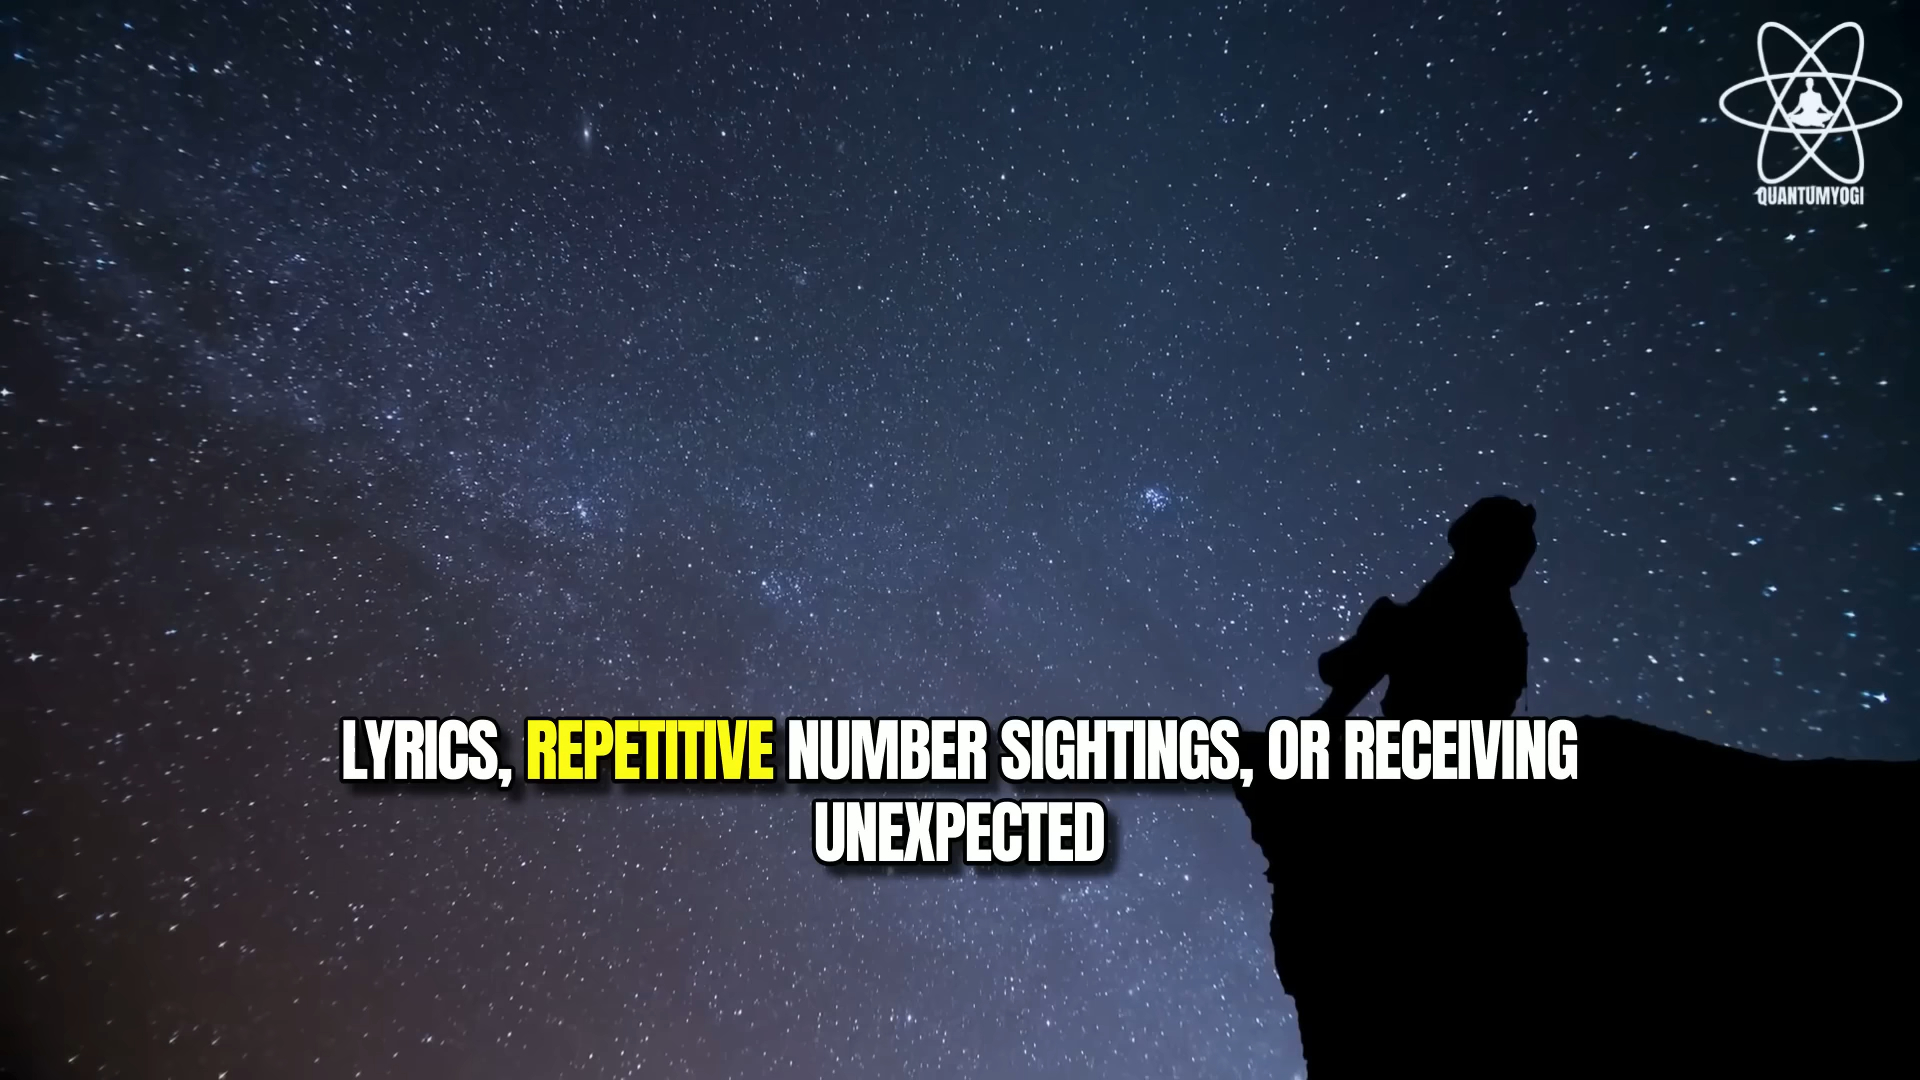 QUANTUMYOGI
LYRICS, REPETITIVE NUMBER SIGHTINGS, OR RECEIVING
UNEXPECTED